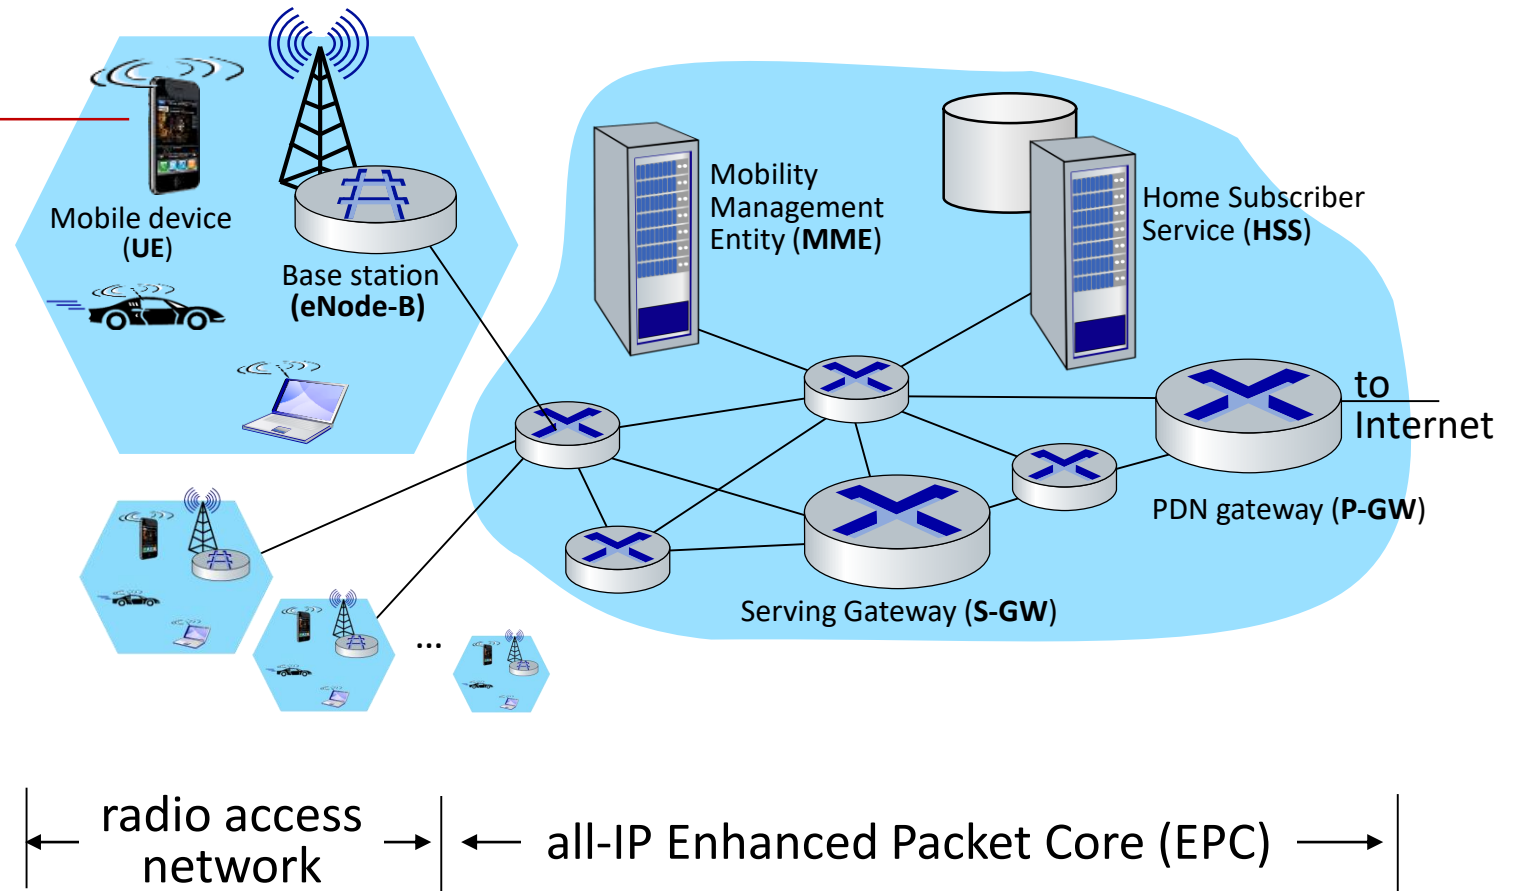 Mobile device
(UE)
Base station
(eNode-B)
Mobility
Management
Entity (MME)
Home Subscriber
Service (HSS)
to
Internet
PDN gateway (P-GW)
Serving Gateway (S-GW)
...
radio access
network
all-IP Enhanced Packet Core (EPC)